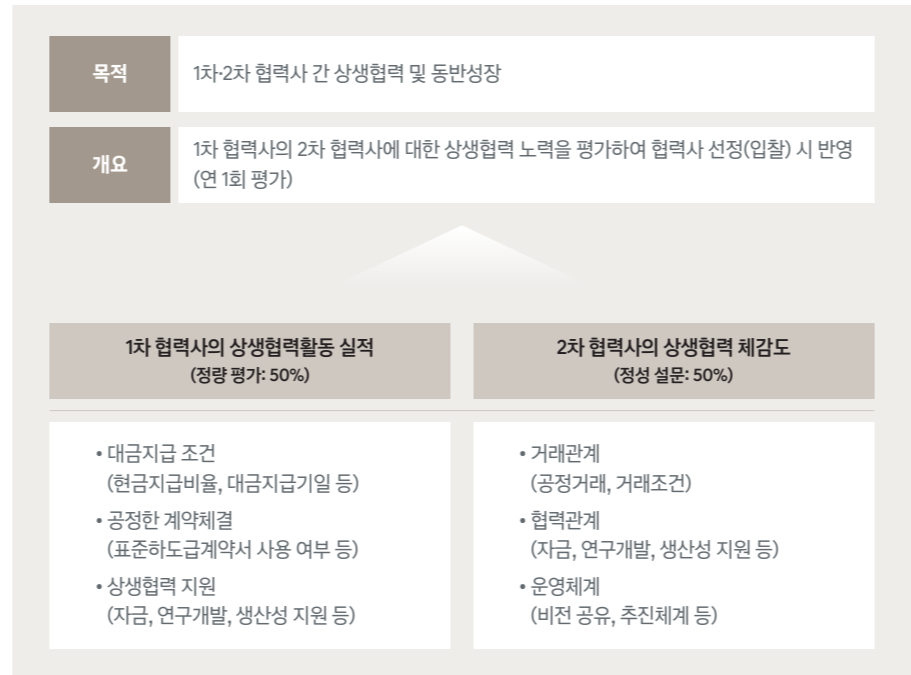 목적
1차·2차 협력사 간 상생협력 및 동반성장
개요
1차 협력사의 2차 협력사에 대한 상생협력 노력을 평가하여 협력사 선정(입찰) 시 반영
(연 1회 평가)
1차 협력사의 상생협력활동 실적
(정량 평가: 50%)
• 대금지급 조건
(현금지급비율, 대금지급기일 등)
• 공정한 계약체결
(표준하도급계약서 사용 여부 등)
• 상생협력 지원
(자금, 연구개발, 생산성 지원 등)
2차 협력사의 상생협력 체감도
(정성 설문: 50%)
• 거래관계
(공정거래, 거래조건)
• 협력관계
(자금, 연구개발, 생산성 지원 등)
• 운영체계
(비전 공유, 추진체계 등)